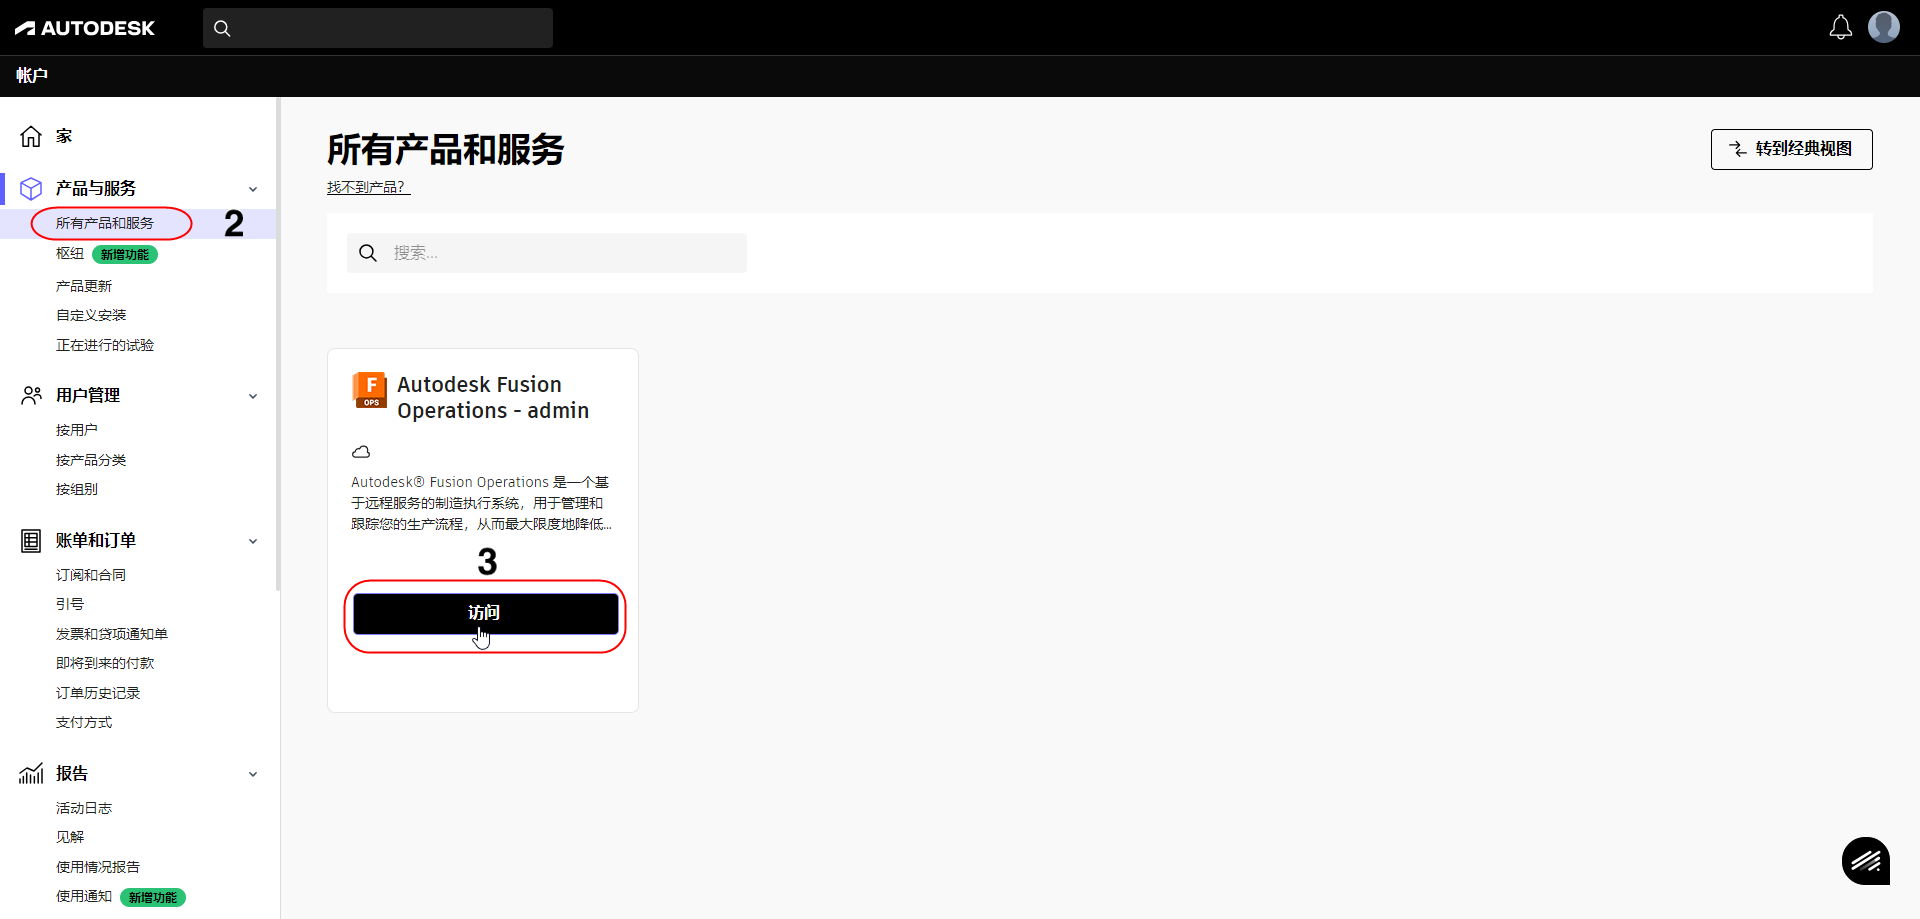 AUTODESK
帐户
家
产品与服务
所有产品和服务
2
枢纽 新增功能
产品更新
自定义安装
正在进行的试验
用户管理
按用户
按产品分类
按组别
账单和订单
订阅和合同
引号
发票和贷项通知单
即将到来的付款
订单历史记录
支付方式
报告
活动日志
见解
使用情况报告
使用通知 新增功能
所有产品和服务
转到经典视图
找不到产品？
搜索...
F
OPS
Autodesk Fusion
Operations - admin
Autodesk® Fusion Operations 是一个基
于远程服务的制造执行系统，用于管理和
跟踪您的生产流程，从而最大限度地降低...
3
访问